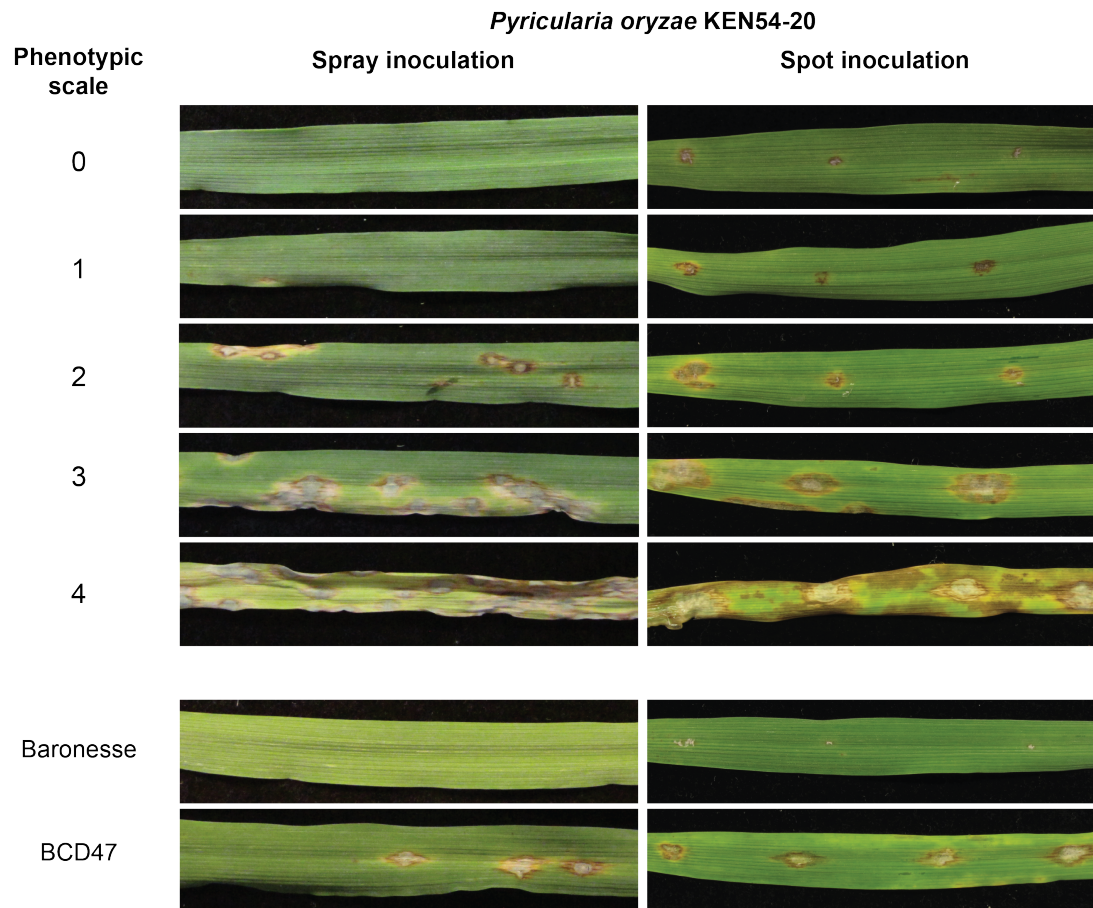 Pyricularia oryzae KEN54-20
Phenotypic
scale
Spray inoculation
Spot inoculation
0
1
2
3
4
Baronesse
BCD47